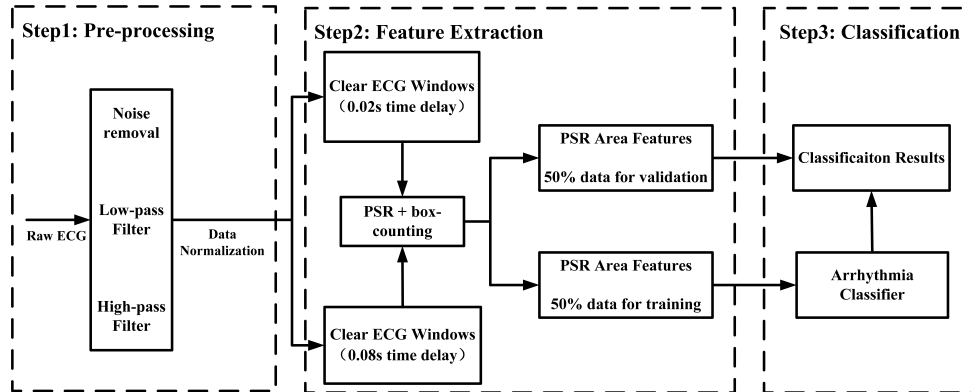 Step1: Pre-processing
Noise
removal
Low-pass
Filter
High-pass
Filter
Raw ECG
Data
Normalization
Step2: Feature Extraction
Clear ECG Windows
（0.02s time delay）
PSR + box-
counting
Clear ECG Windows
（0.08s time delay）
PSR Area Features
50% data for validation
PSR Area Features
50% data for training
Step3: Classification
Classificaiton Results
Arrhythmia
Classifier